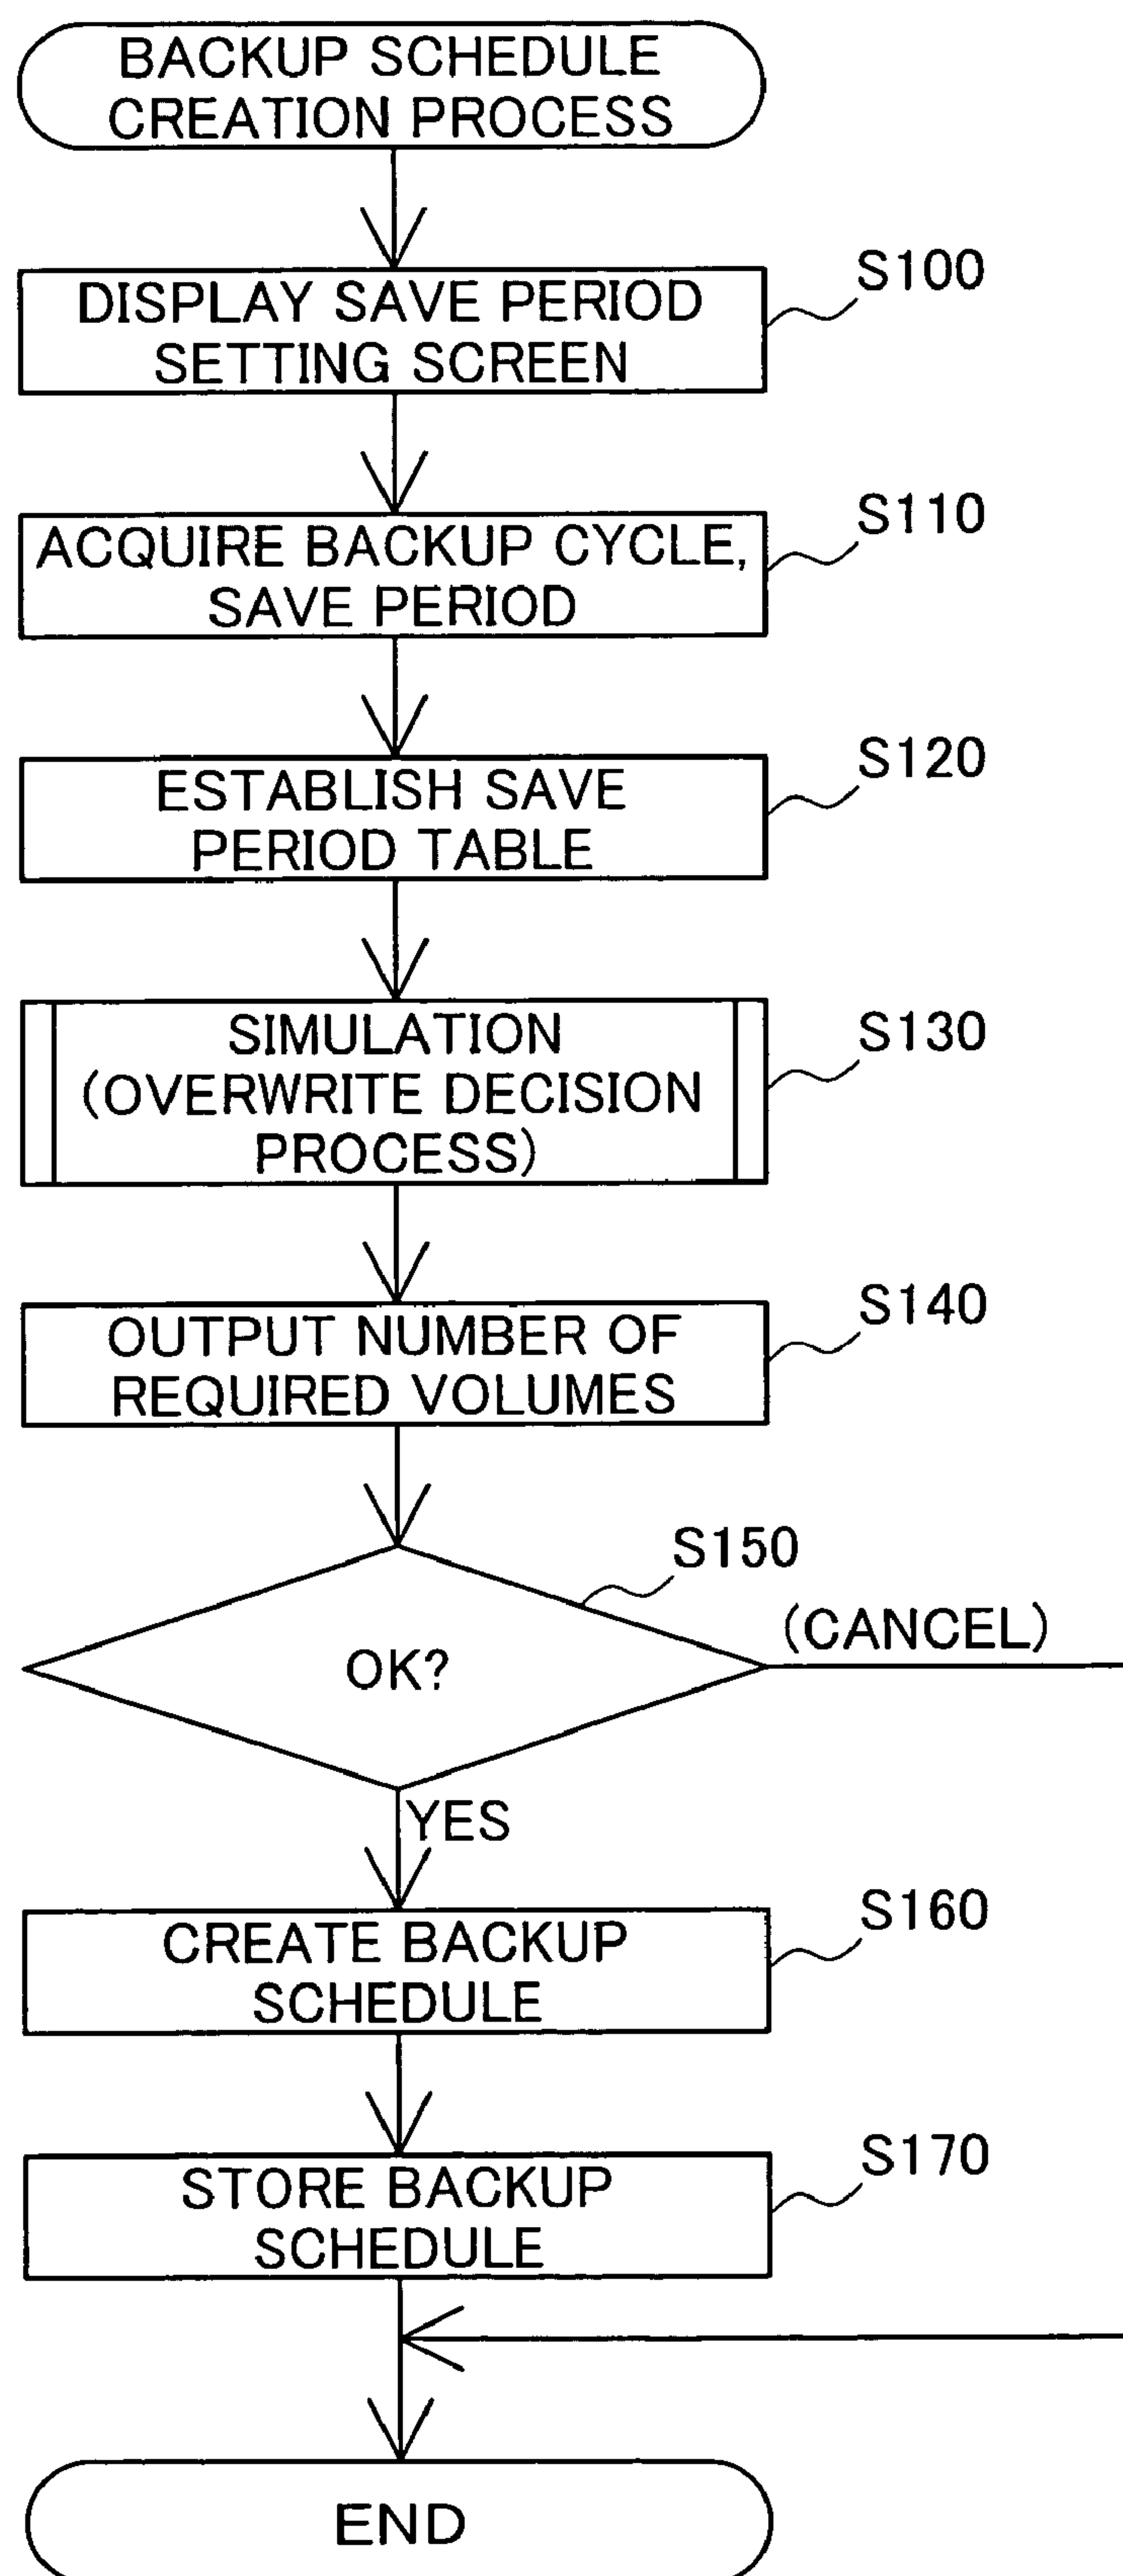 BACKUP SCHEDULE
CREATION PROCESS
S100
DISPLAY SAVE PERIOD
SETTING SCREEN
S110
ACQUIRE BACKUP CYCLE,
SAVE PERIOD
S120
ESTABLISH SAVE
PERIOD TABLE
S130
SIMULATION
(OVERWRITE DECISION
PROCESS)
S140
OUTPUT NUMBER OF
REQUIRED VOLUMES
S150
(CANCEL)
OK?
YES
S160
CREATE BACKUP
SCHEDULE
S170
STORE BACKUP
SCHEDULE
END